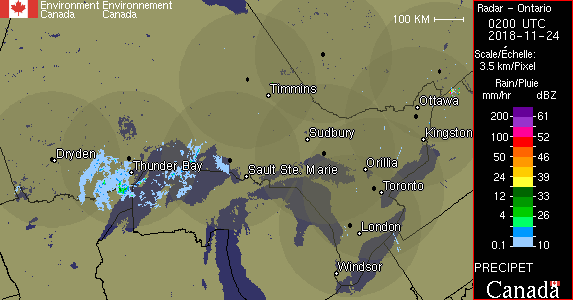 Environment Environnement
Canada Canada
100 KM
Timmins
Ottawa
Sudbury
Kingston
Dryden
Thunder Bay
Sault Ste. Marie
Orillia
Toronto
London
Windsor
Radar - Ontario
0200 UTC
2018-11-24
Scale/Échelle:
3.5 km/Pixel
Rain/Pluie
mm/hr dBZ
200 61
100 52
50 46
24 39
12 33
4 26
0.1 10
PRECIPET
Canada